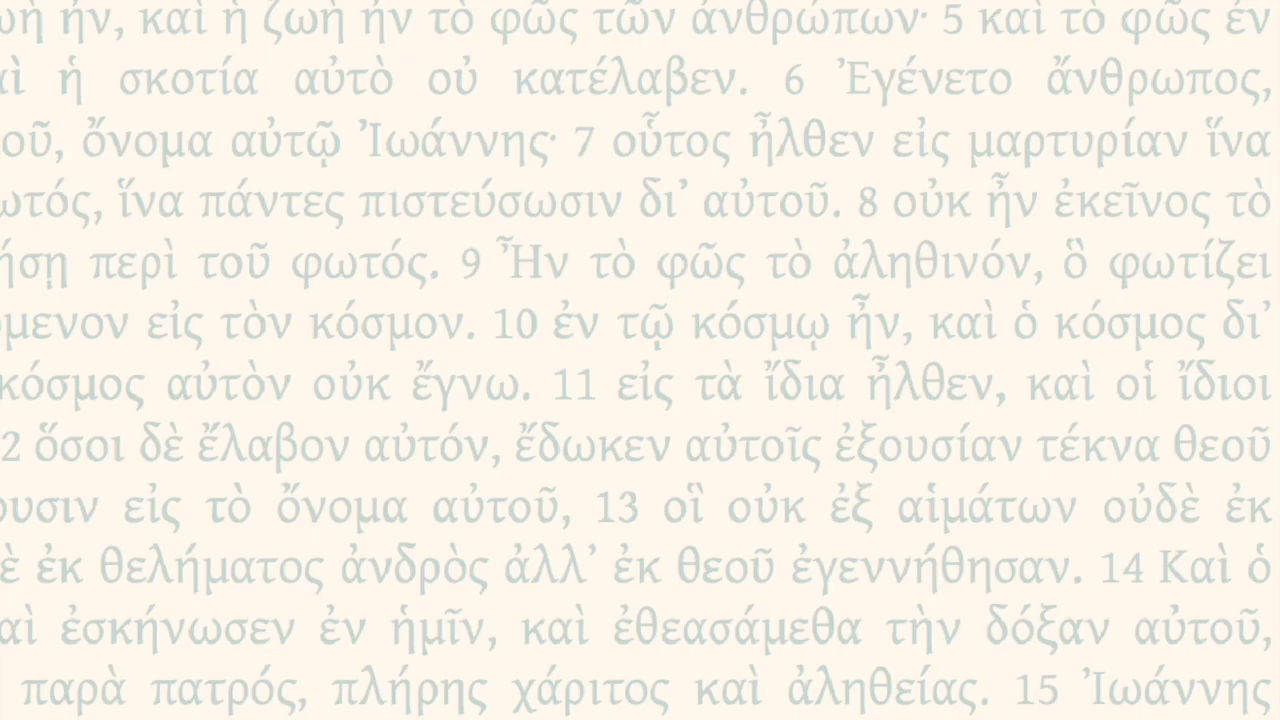 ωὴ ἦν, καὶ ἡ ζωὴ ἦν τὸ φῶς τῶν ἀνθρώπων· 5 καὶ τὸ φῶς ἐν
αὶ ἡ σκοτία αὐτὸ οὐ κατέλαβεν. 6 Ἐγένετο ἄνθρωπος,
οῦ, ὄνομα αὐτῷ Ἰωάννης· 7 οὗτος ἦλθεν εἰς μαρτυρίαν ἵνα
ωτός, ἵνα πάντες πιστεύσωσιν δι’ αὐτοῦ. 8 οὐκ ἦν ἐκεῖνος τὸ
ήσῃ περὶ τοῦ φωτός. 9 Ἦν τὸ φῶς τὸ ἀληθινόν, ὃ φωτίζει
όμενον εἰς τὸν κόσμον. 10 ἐν τῷ κόσμῳ ἦν, καὶ ὁ κόσμος δι’
κόσμος αὐτὸν οὐκ ἔγνω. 11 εἰς τὰ ἴδια ἦλθεν, καὶ οἱ ἴδιοι
2 ὅσοι δὲ ἔλαβον αὐτόν, ἔδωκεν αὐτοῖς ἐξουσίαν τέκνα θεοῦ
ουσιν εἰς τὸ ὄνομα αὐτοῦ, 13 οἳ οὐκ ἐξ αἱμάτων οὐδὲ ἐκ
ὲ ἐκ θελήματος ἀνδρὸς ἀλλ’ ἐκ θεοῦ ἐγεννήθησαν. 14 Καὶ ὁ
αὶ ἐσκήνωσεν ἐν ἡμῖν, καὶ ἐθεασάμεθα τὴν δόξαν αὐτοῦ,
παρὰ πατρός, πλήρης χάριτος καὶ ἀληθείας. 15 Ἰωάννης